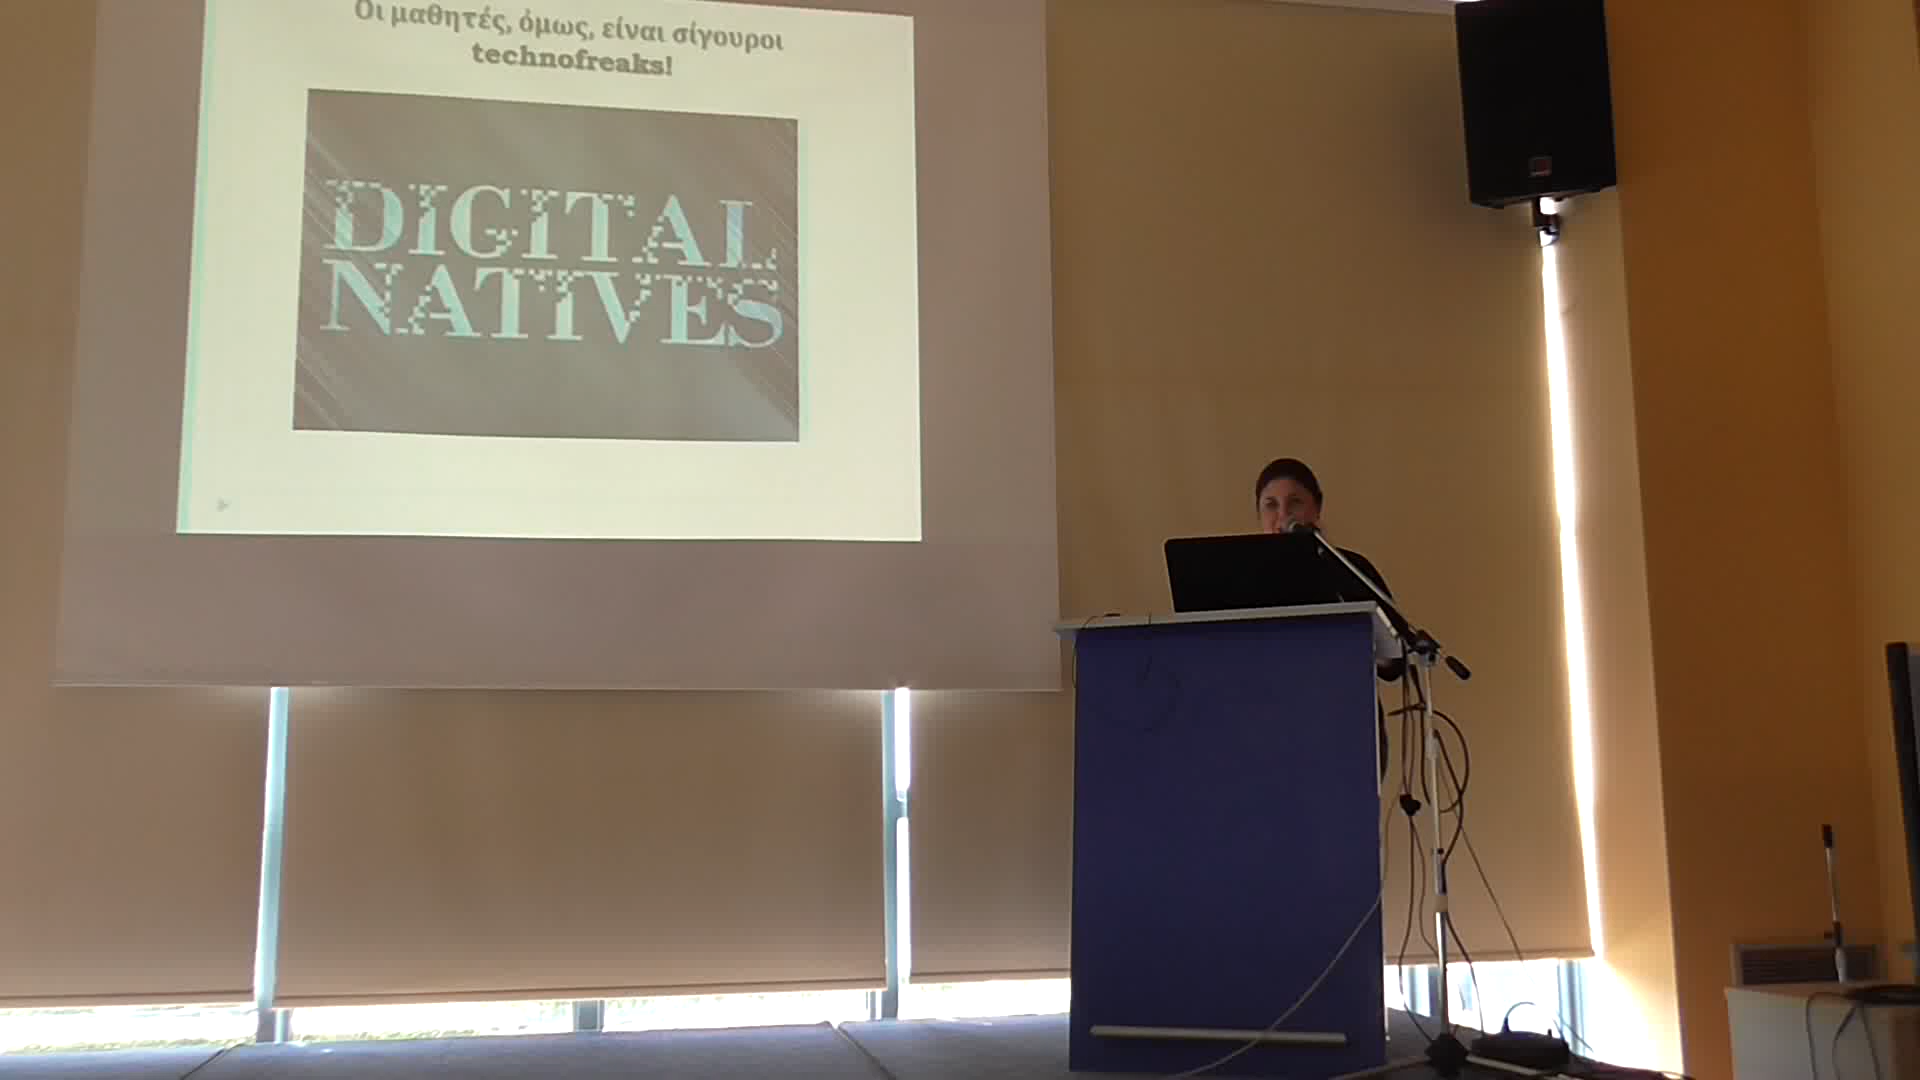 Οι μαθητές, όμως, είναι σίγουροι
technofreaks!
DIGITAL
NATIVES